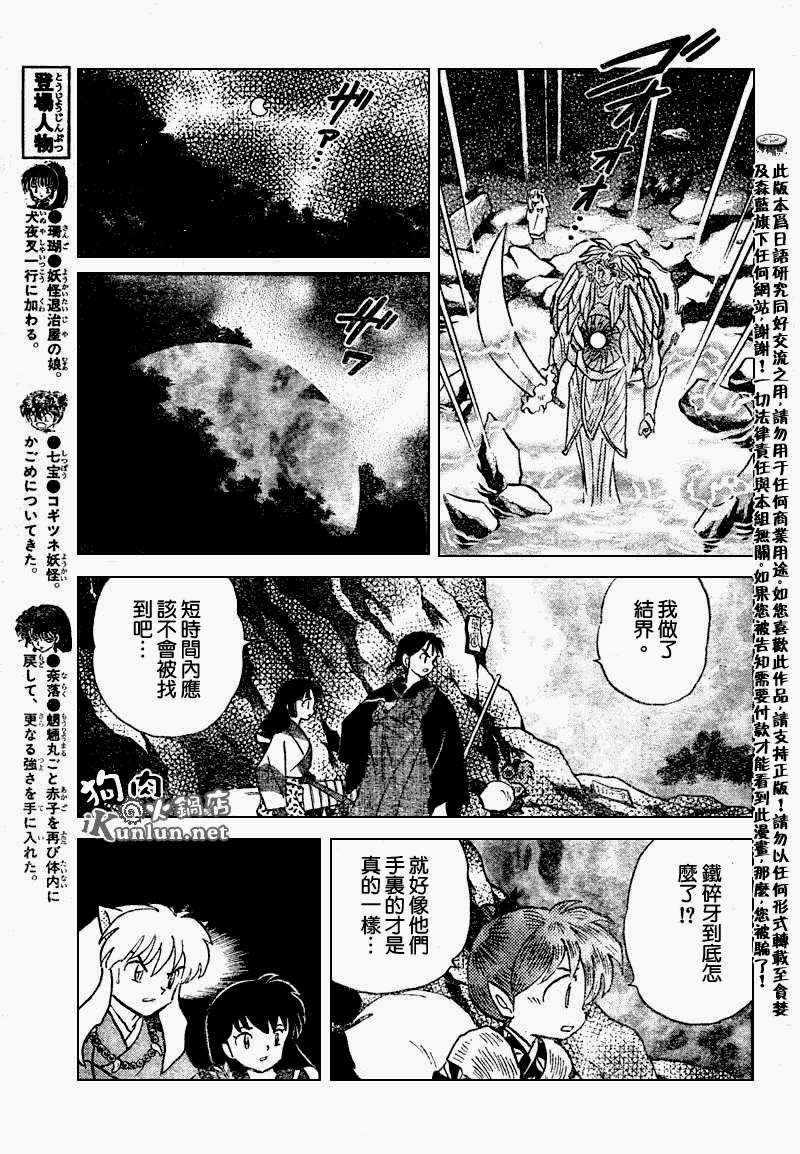 此版本爲日語研究同好交流之用,請勿用于任何商業用途。如您喜歡此作品,請支持正版!請勿以任何形式轉載至貪婪
及森藍旗下任何網站,謝謝!一切法律責任與本組無關。如果您被告知需要付款才能看到此漫畫,那麼,您被騙了!
ゴオォ…
ザァ…
ザワ
我做了
結界。
短時間內應
該不會被找
到吧…
鐵碎牙到底怎
麼了!?
就好像他們
手裏的才是
真的一樣…
狗肉
火鍋店
iKunlun.net
とうじょうじんぶつ
登場人物
●珊瑚●妖怪退治屋の娘。
犬夜叉一行に加わる。
●七宝●コギツネ妖怪。
かごめについてきた。
●奈落●魍魎丸ごと赤子を再び体内に
戻して、更なる強さを手に入れた。